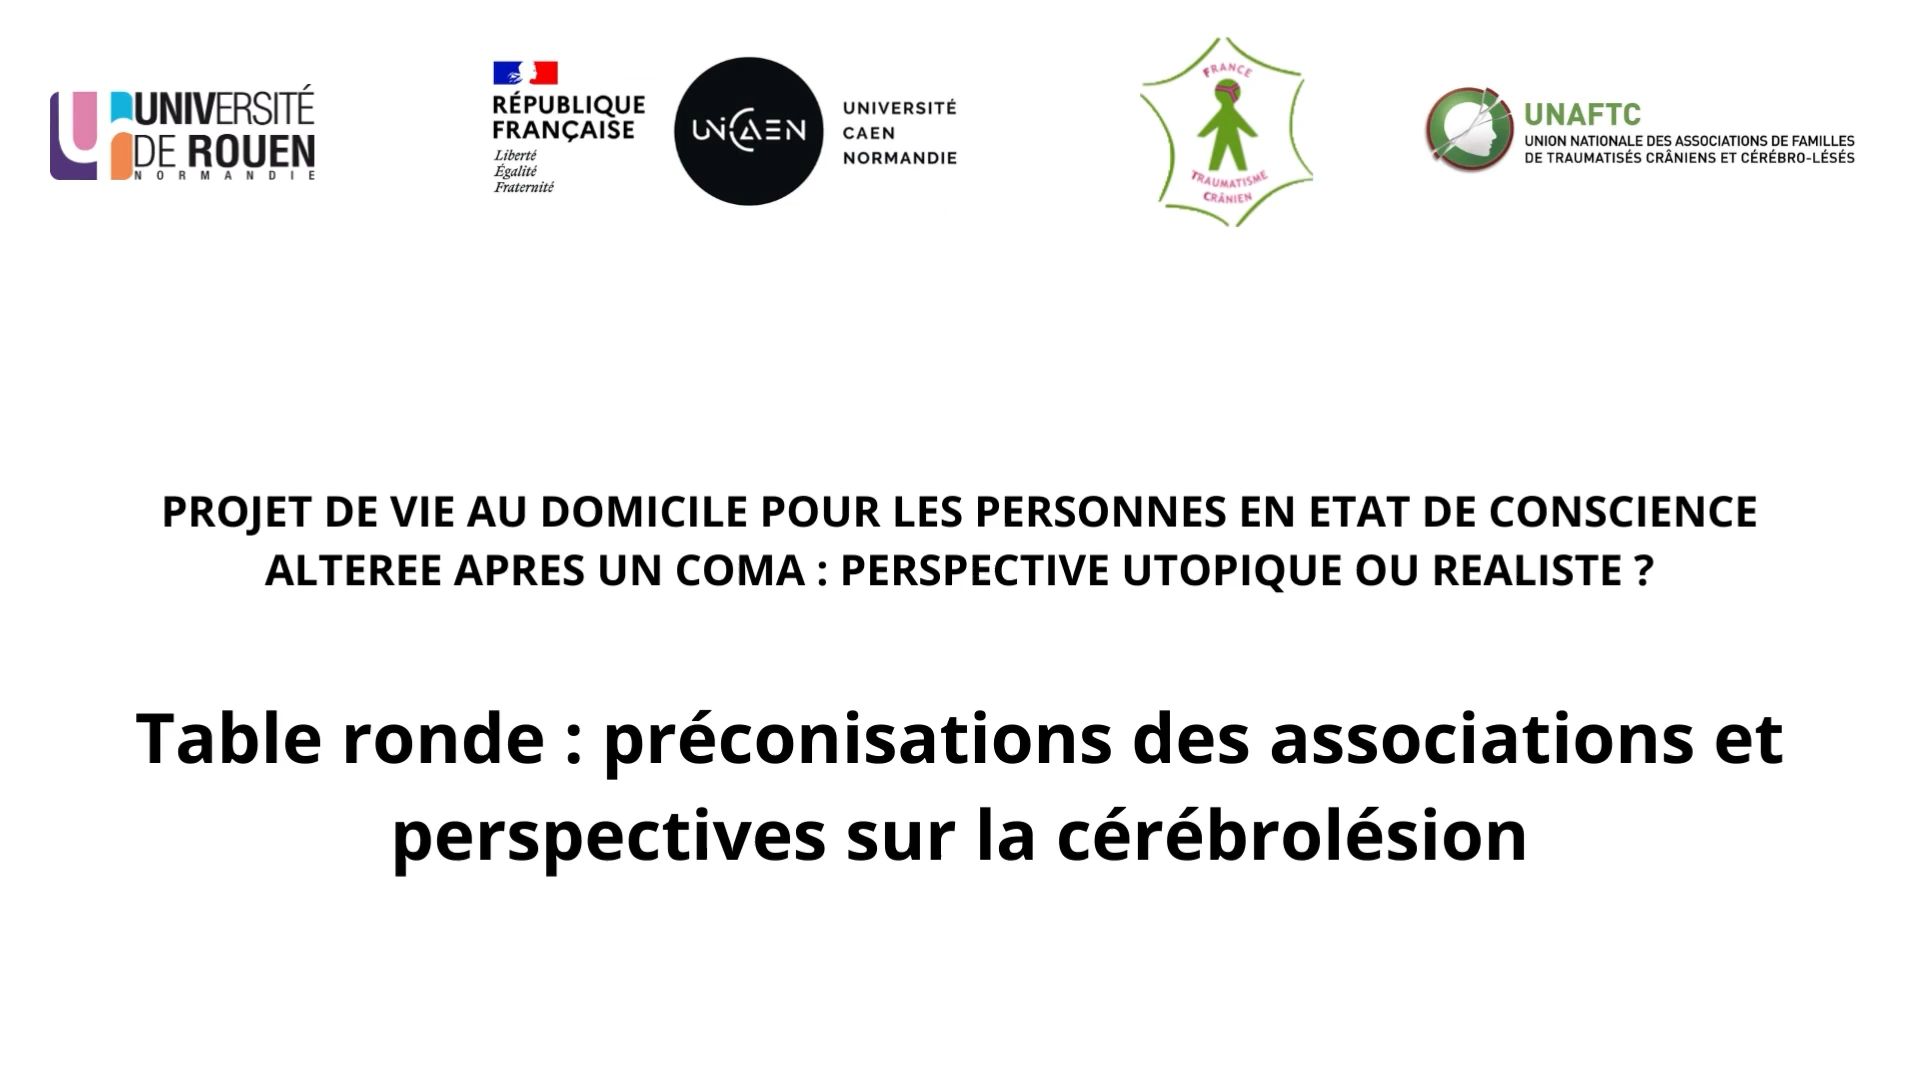 UNIVERSITÉ
DE ROUEN
NORMANDIE
RÉPUBLIQUE
FRANÇAISE
Liberté
Égalité
Fraternité
UNICAEN
UNIVERSITÉ
CAEN
NORMANDIE
FRANCE
TRAUMATISME
CRÂNIEN
UNAFTC
UNION NATIONALE DES ASSOCIATIONS DE FAMILLES
DE TRAUMATISÉS CRÂNIENS ET CÉRÉBRO-LÉSÉS
PROJET DE VIE AU DOMICILE POUR LES PERSONNES EN ETAT DE CONSCIENCE
ALTEREE APRES UN COMA : PERSPECTIVE UTOPIQUE OU REALISTE ?
Table ronde : préconisations des associations et
perspectives sur la cérébrolésion